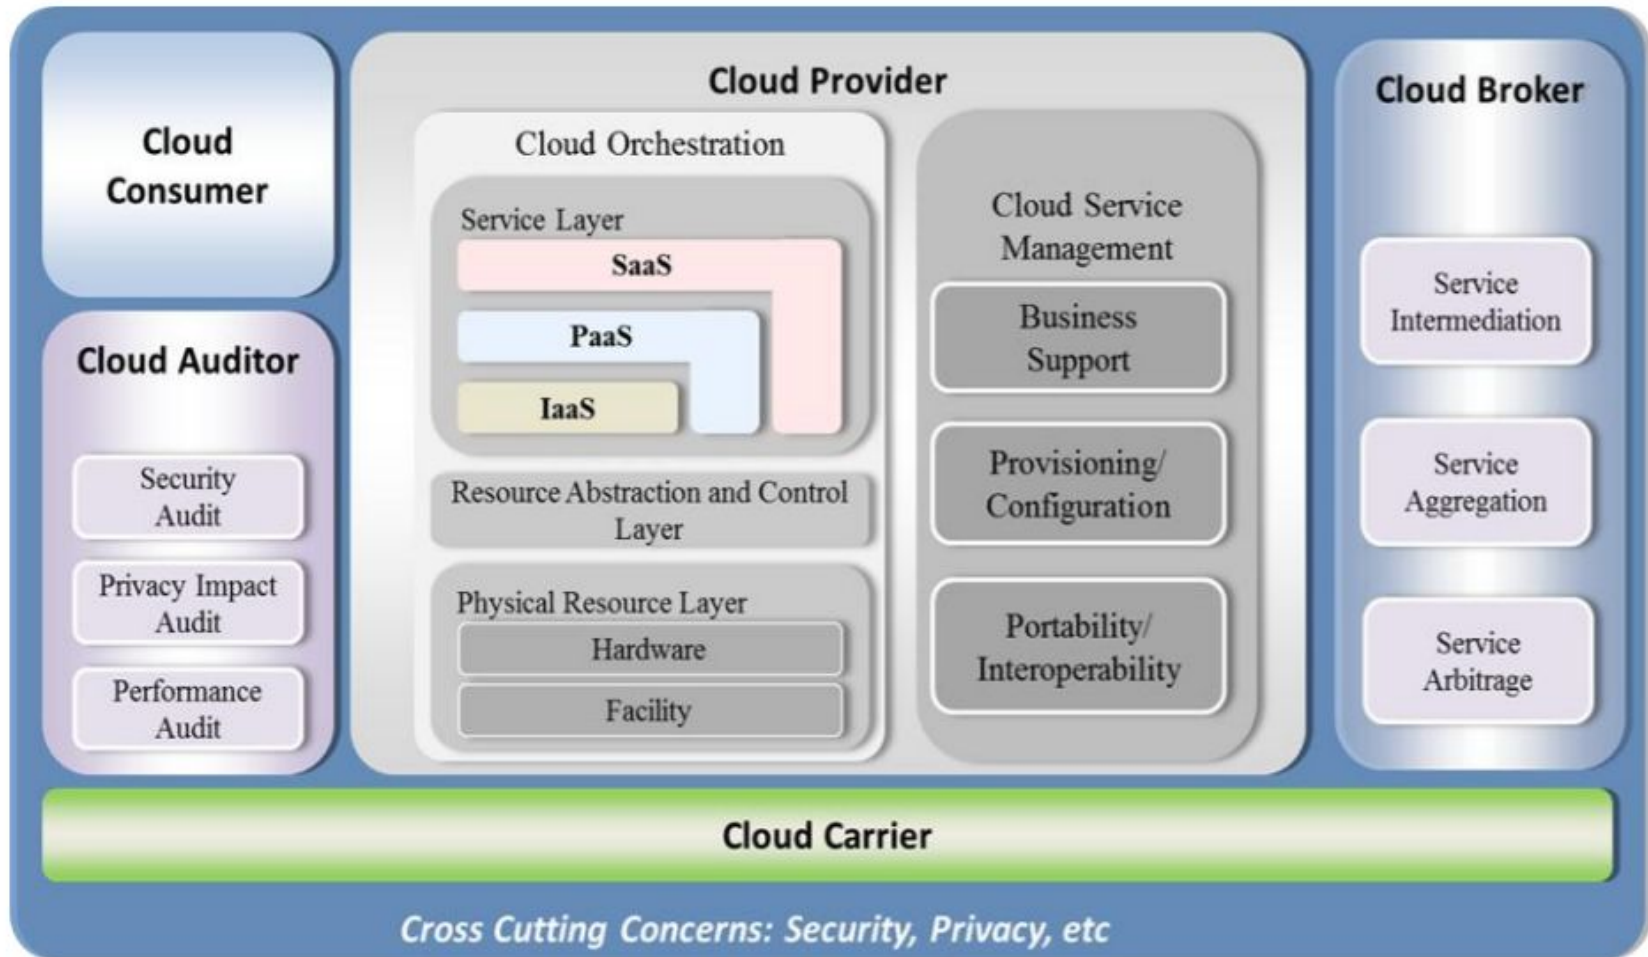 Cloud
Consumer
Cloud Auditor
Security
Audit
Privacy Impact
Audit
Performance
Audit
Cloud Provider
Cloud Orchestration
Service Layer
SaaS
PaaS
IaaS
Resource Abstraction and Control
Layer
Physical Resource Layer
Hardware
Facility
Cloud Service
Management
Business
Support
Provisioning/
Configuration
Portability/
Interoperability
Cloud Broker
Service
Intermediation
Service
Aggregation
Service
Arbitrage
Cloud Carrier
Cross Cutting Concerns: Security, Privacy, etc